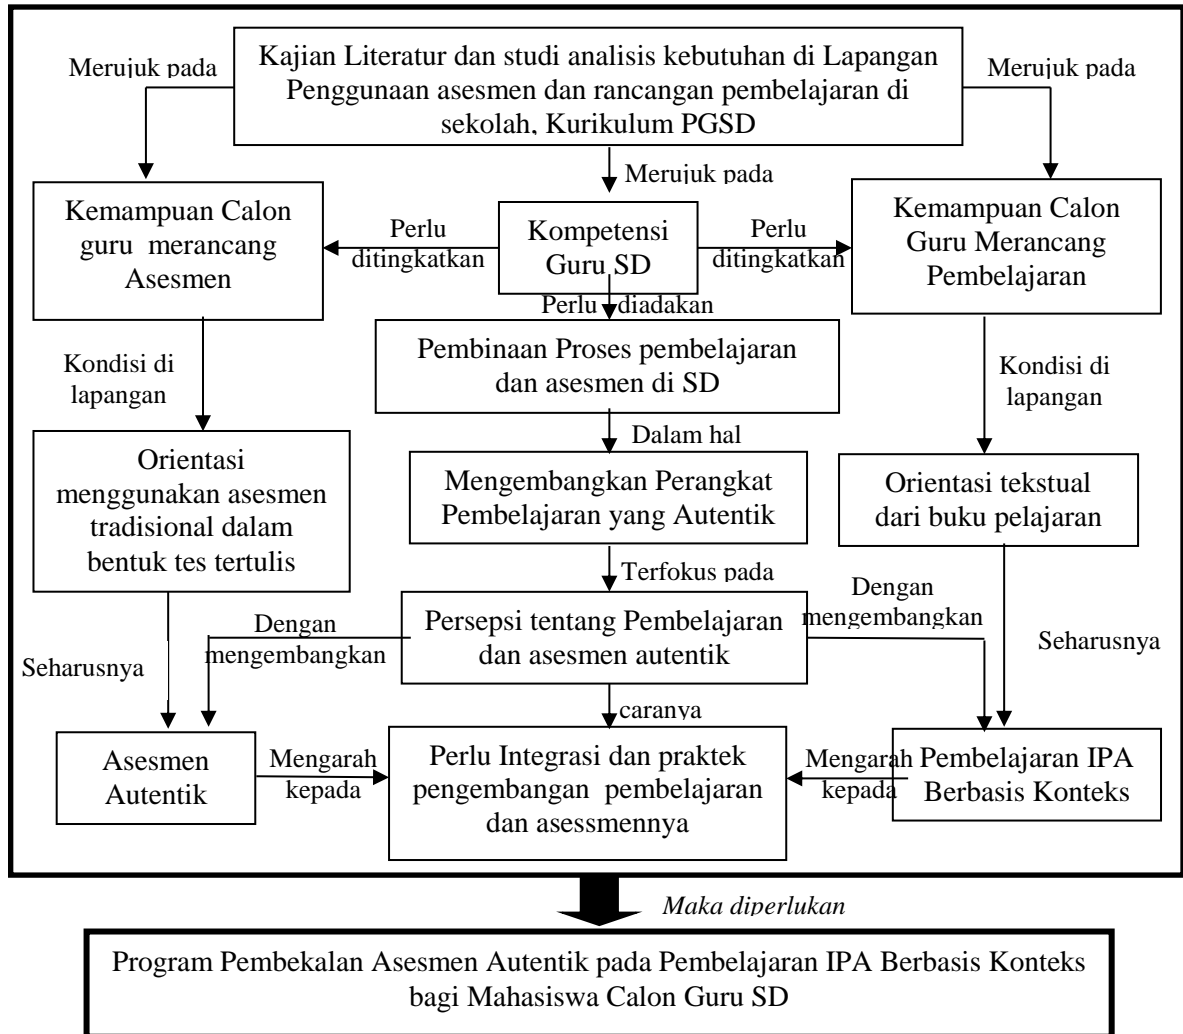 Kajian Literatur dan studi analisis kebutuhan di Lapangan
Penggunaan asesmen dan rancangan pembelajaran di
sekolah, Kurikulum PGSD
Merujuk pada
Merujuk pada
Merujuk pada
Kemampuan Calon
guru merancang
Asesmen
Perlu
ditingkatkan
Kompetensi
Guru SD
Perlu
ditingkatkan
Kemampuan Calon
Guru Merancang
Pembelajaran
Perlu diadakan
Pembinaan Proses pembelajaran
dan asesmen di SD
Kondisi di
lapangan
Kondisi di
lapangan
Dalam hal
Orientasi
menggunakan asesmen
tradisional dalam
bentuk tes tertulis
Mengembangkan Perangkat
Pembelajaran yang Autentik
Orientasi tekstual
dari buku pelajaran
Terfokus pada
Dengan
mengembangkan
Persepsi tentang Pembelajaran
dan asesmen autentik
Dengan
mengembangkan
Seharusnya
Seharusnya
caranya
Asesmen
Autentik
Mengarah
kepada
Perlu Integrasi dan praktek
pengembangan pembelajaran
dan asessmennya
Mengarah
kepada
Pembelajaran IPA
Berbasis Konteks
Maka diperlukan
Program Pembekalan Asesmen Autentik pada Pembelajaran IPA Berbasis Konteks
bagi Mahasiswa Calon Guru SD